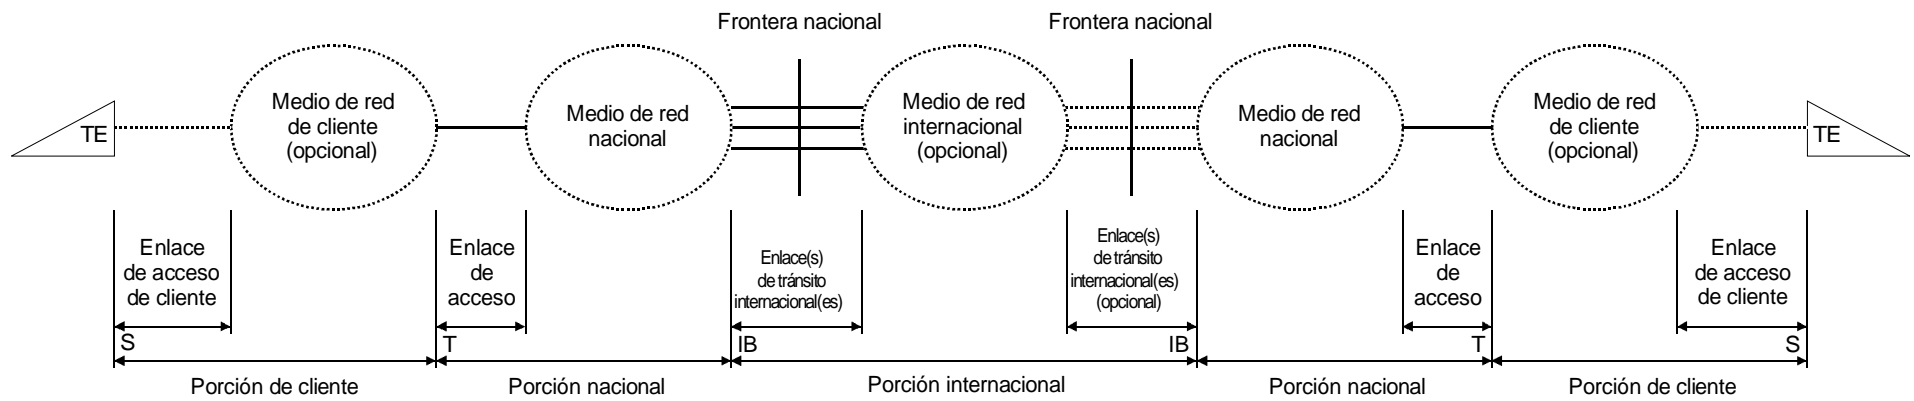 Frontera nacional
Frontera nacional
TE
Medio de red
de cliente
(opcional)
Medio de red
nacional
Medio de red
internacional
(opcional)
Medio de red
nacional
Medio de red
de cliente
(opcional)
TE
Enlace
de acceso
de cliente
Enlace
de
acceso
Enlace(s)
de tránsito
internacional(es)
Enlace(s)
de tránsito
internacional(es)
(opcional)
Enlace
de
acceso
Enlace
de acceso
de cliente
S
T
IB
IB
T
S
Porción de cliente
Porción nacional
Porción internacional
Porción nacional
Porción de cliente